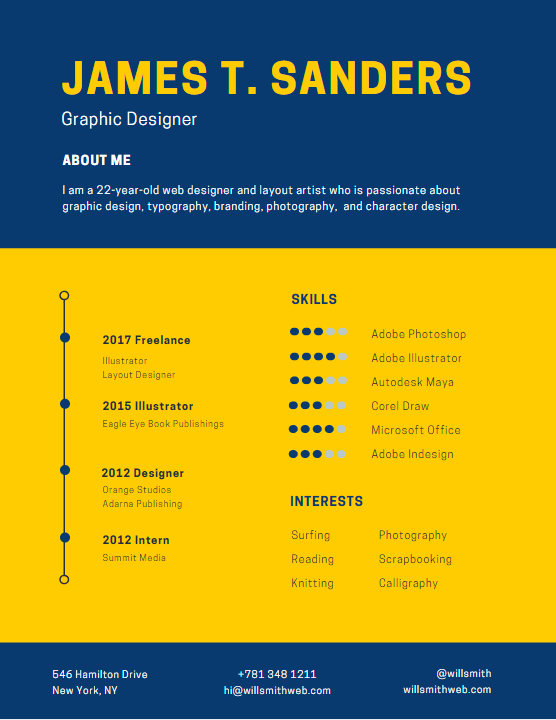 JAMES T. SANDERS
Graphic Designer
ABOUT ME
I am a 22-year-old web designer and layout artist who is passionate about
graphic design, typography, branding, photography, and character design.
2017 Freelance
Illustrator
Layout Designer
2015 Illustrator
Eagle Eye Book Publishings
2012 Designer
Orange Studios
Adarna Publishing
2012 Intern
Summit Media
SKILLS
Adobe Photoshop
Adobe Illustrator
Autodesk Maya
Corel Draw
Microsoft Office
Adobe Indesign
INTERESTS
Surfing Photography
Reading Scrapbooking
Knitting Calligraphy
546 Hamilton Drive
New York, NY
+781 348 1211
hi@willsmithweb.com
@willsmith
willsmithweb.com